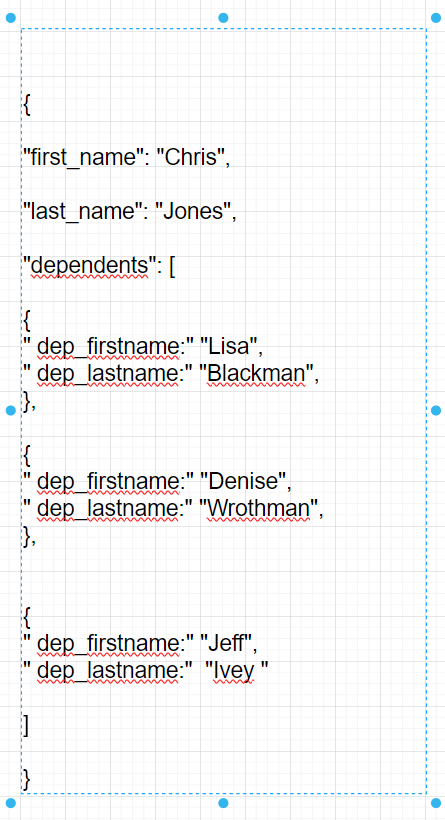 {
"first_name": "Chris",
"last_name": "Jones",
"dependents": [
{
" dep_firstname:" "Lisa",
" dep_lastname:" "Blackman",
},
{
" dep_firstname:" "Denise",
" dep_lastname:" "Wrothman",
},
{
" dep_firstname:" "Jeff",
" dep_lastname:"  "Ivey "
]
}